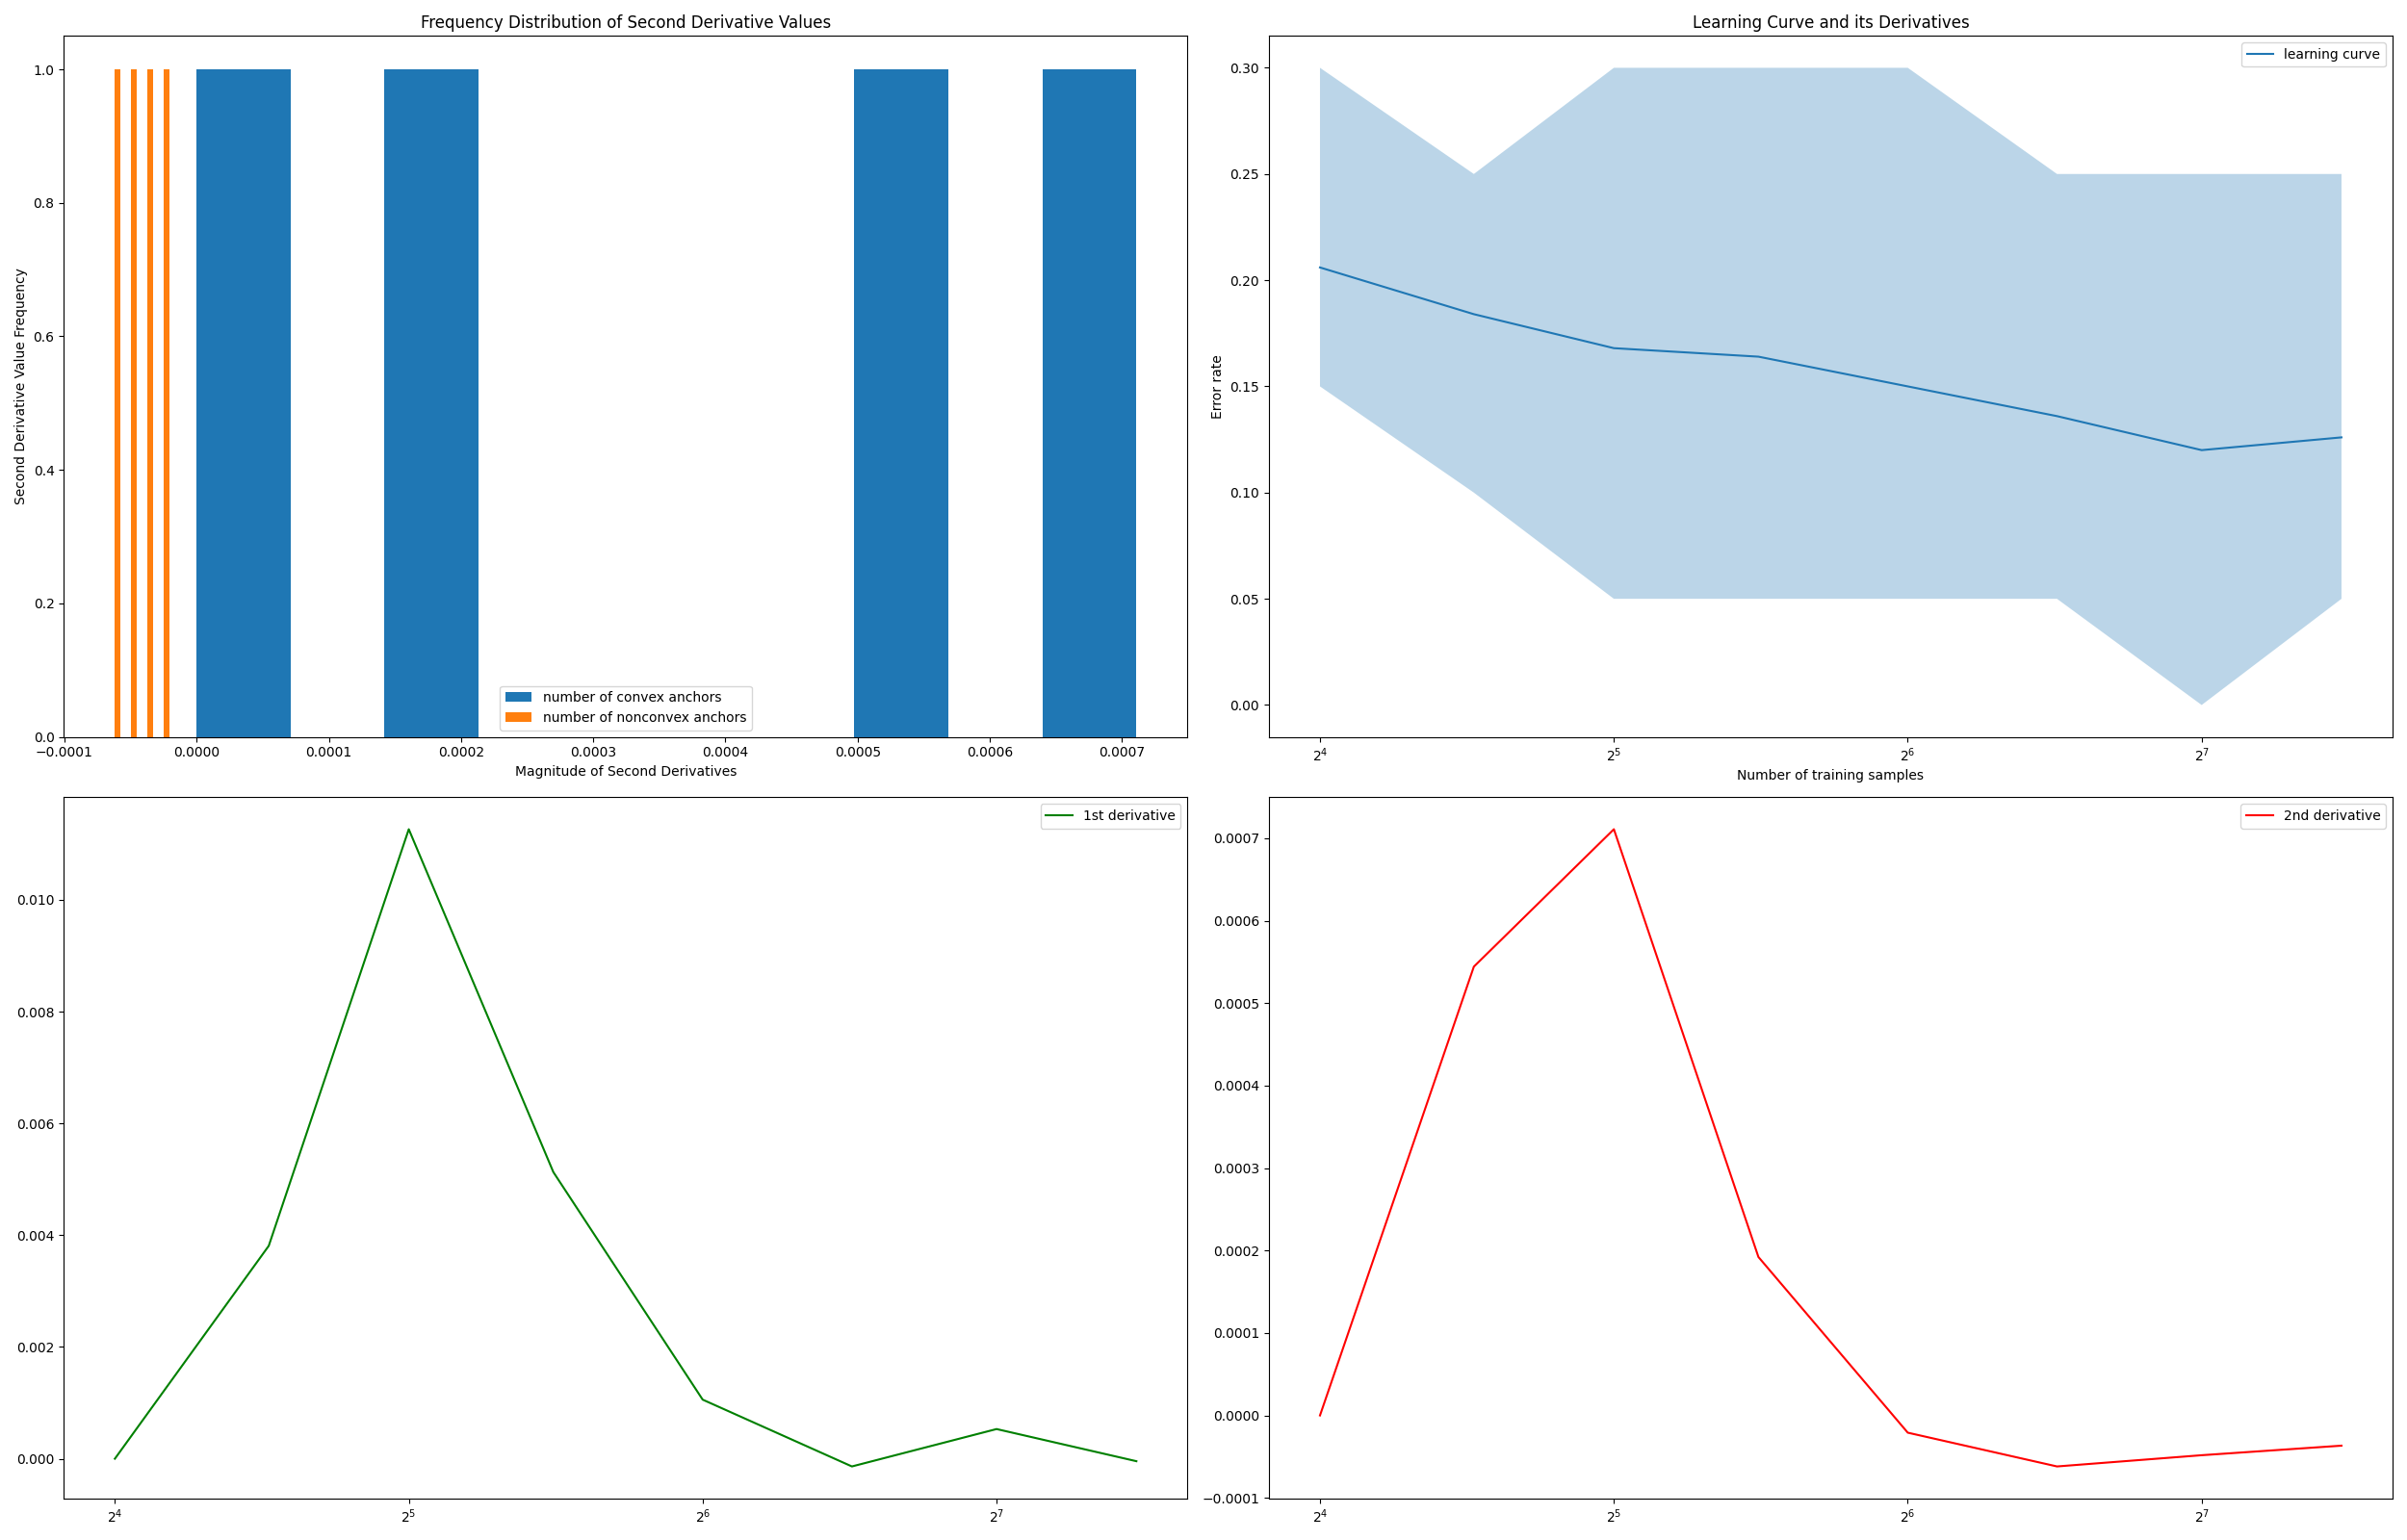 Frequency Distribution of Second Derivative Values
Second Derivative Value Frequency
1.0
0.8
0.6
0.4
0.2
0.0
number of convex anchors
number of nonconvex anchors
−0.0001 0.0000 0.0001 0.0002 0.0003 0.0004 0.0005 0.0006 0.0007
Magnitude of Second Derivatives
Learning Curve and its Derivatives
learning curve
Error rate
0.30
0.25
0.20
0.15
0.10
0.05
0.00
2⁴ 2⁵ 2⁶ 2⁷
Number of training samples
1st derivative
0.010
0.008
0.006
0.004
0.002
0.000
2⁴ 2⁵ 2⁶ 2⁷
2nd derivative
0.0007
0.0006
0.0005
0.0004
0.0003
0.0002
0.0001
0.0000
−0.0001
2⁴ 2⁵ 2⁶ 2⁷